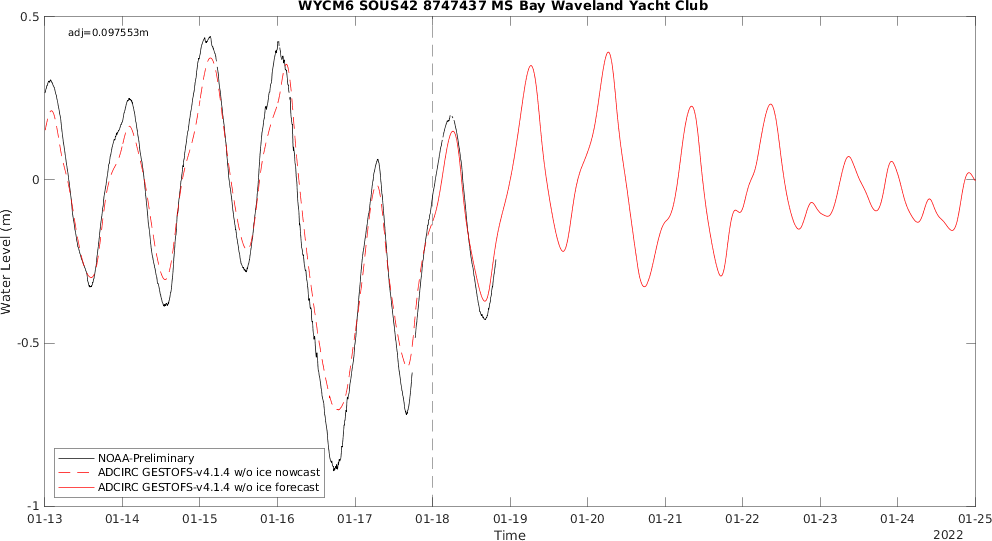 WYCM6 SOUS42 8747437 MS Bay Waveland Yacht Club
adj=0.097553m
0.5
0
-0.5
-1
Water Level (m)
NOAA-Preliminary
ADCIRC GESTOFS-v4.1.4 w/o ice nowcast
ADCIRC GESTOFS-v4.1.4 w/o ice forecast
01-13 01-14 01-15 01-16 01-17 01-18 01-19 01-20 01-21 01-22 01-23 01-24 01-25
Time
2022